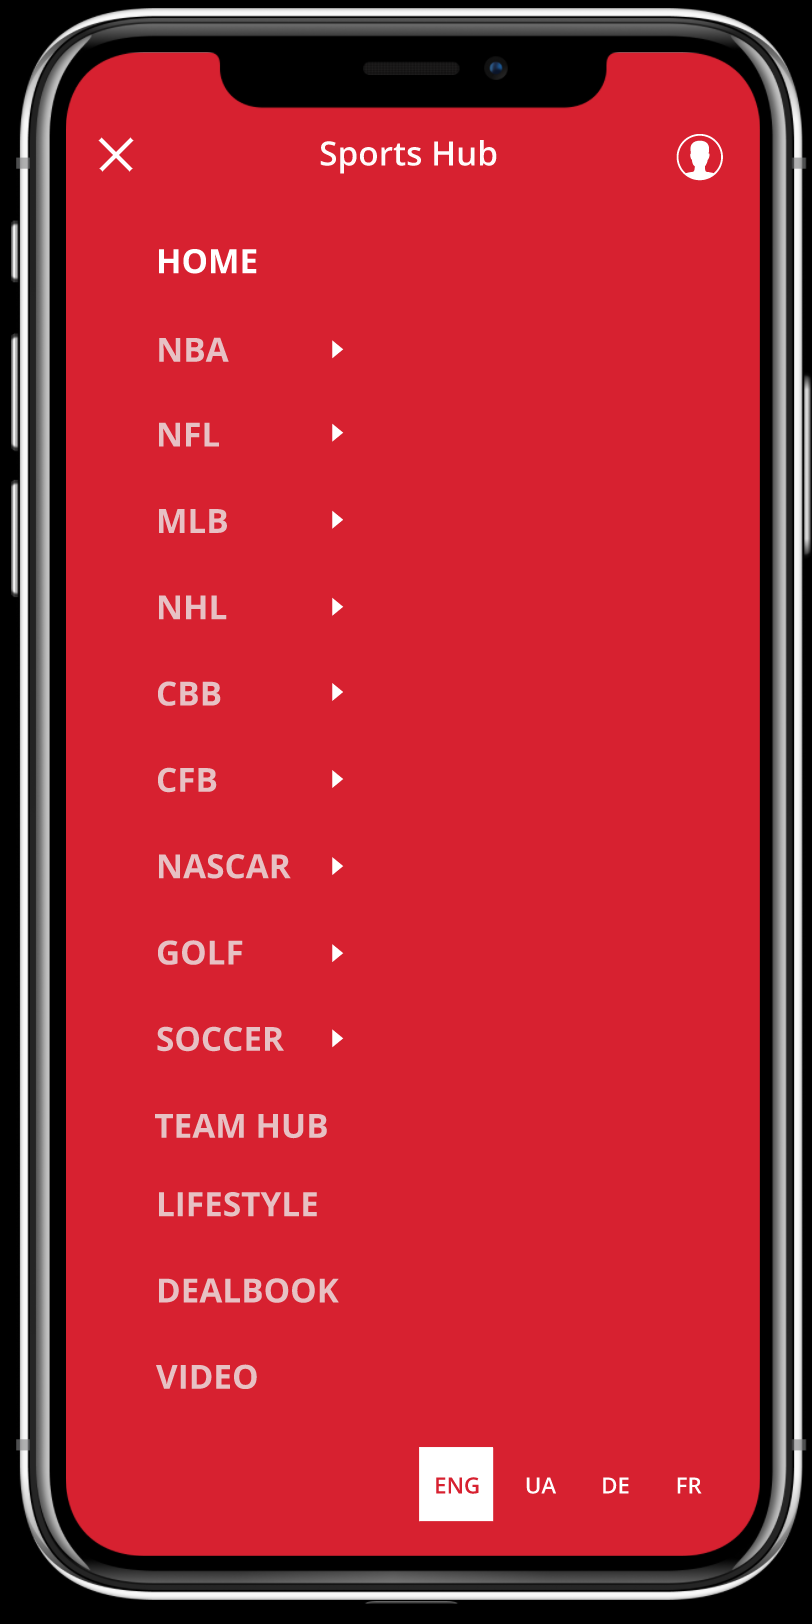 Sports Hub
HOME
NBA
NFL
MLB
NHL
CBB
CFB
NASCAR
GOLF
SOCCER
TEAM HUB
LIFESTYLE
DEALBOOK
VIDEO
ENG UA DE FR